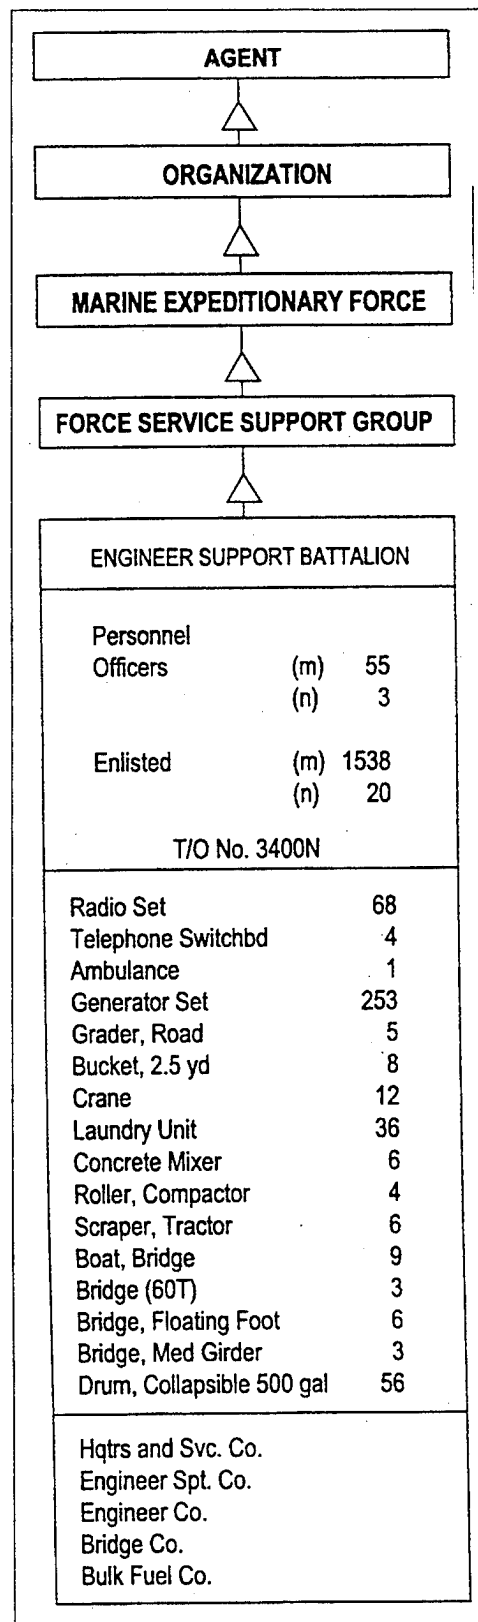 AGENT
ORGANIZATION
MARINE EXPEDITIONARY FORCE
FORCE SERVICE SUPPORT GROUP
ENGINEER SUPPORT BATTALION
Personnel
Officers (m) 55
(n) 3
Enlisted (m) 1538
(n) 20
T/O No. 3400N
Radio Set 68
Telephone Switchbd 4
Ambulance 1
Generator Set 253
Grader, Road 5
Bucket, 2.5 yd 8
Crane 12
Laundry Unit 36
Concrete Mixer 6
Roller, Compactor 4
Scraper, Tractor 6
Boat, Bridge 9
Bridge (60T) 3
Bridge, Floating Foot 6
Bridge, Med Girder 3
Drum, Collapsible 500 gal 56
Hqtrs and Svc. Co.
Engineer Spt. Co.
Engineer Co.
Bridge Co.
Bulk Fuel Co.